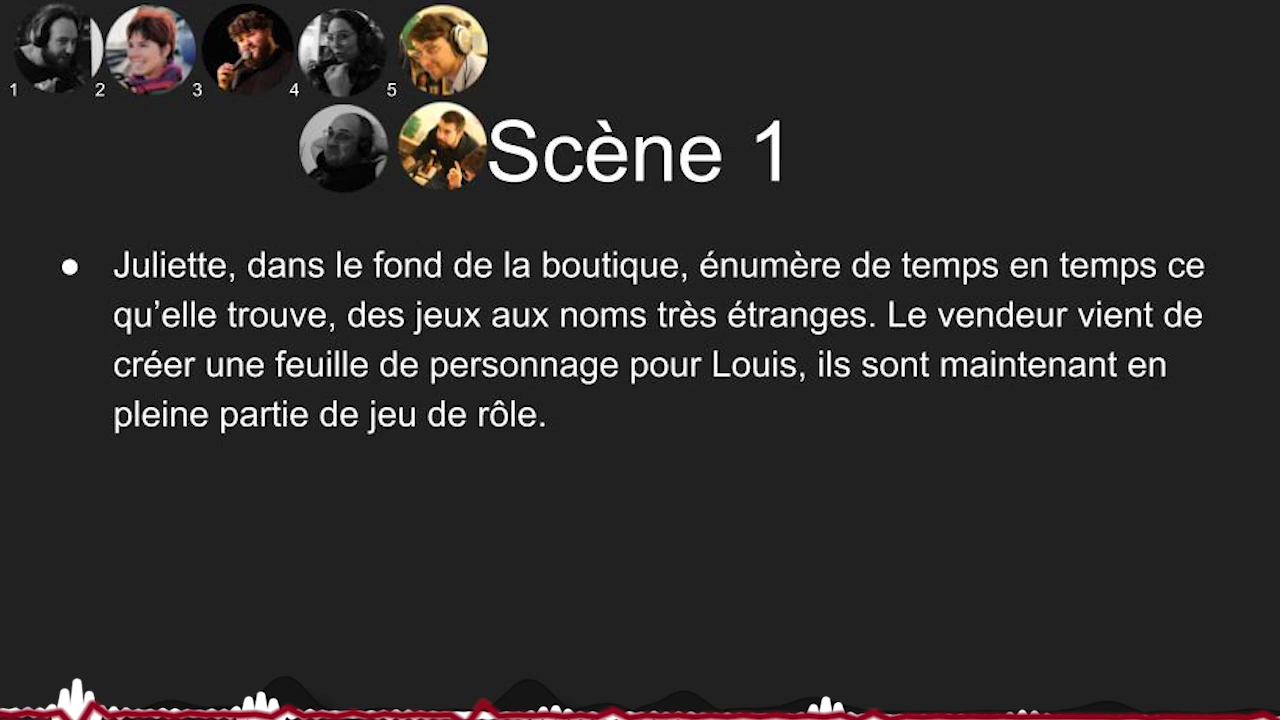 1 2 3 4 5
Scène 1
● Juliette, dans le fond de la boutique, énumère de temps en temps ce
qu’elle trouve, des jeux aux noms très étranges. Le vendeur vient de
créer une feuille de personnage pour Louis, ils sont maintenant en
pleine partie de jeu de rôle.